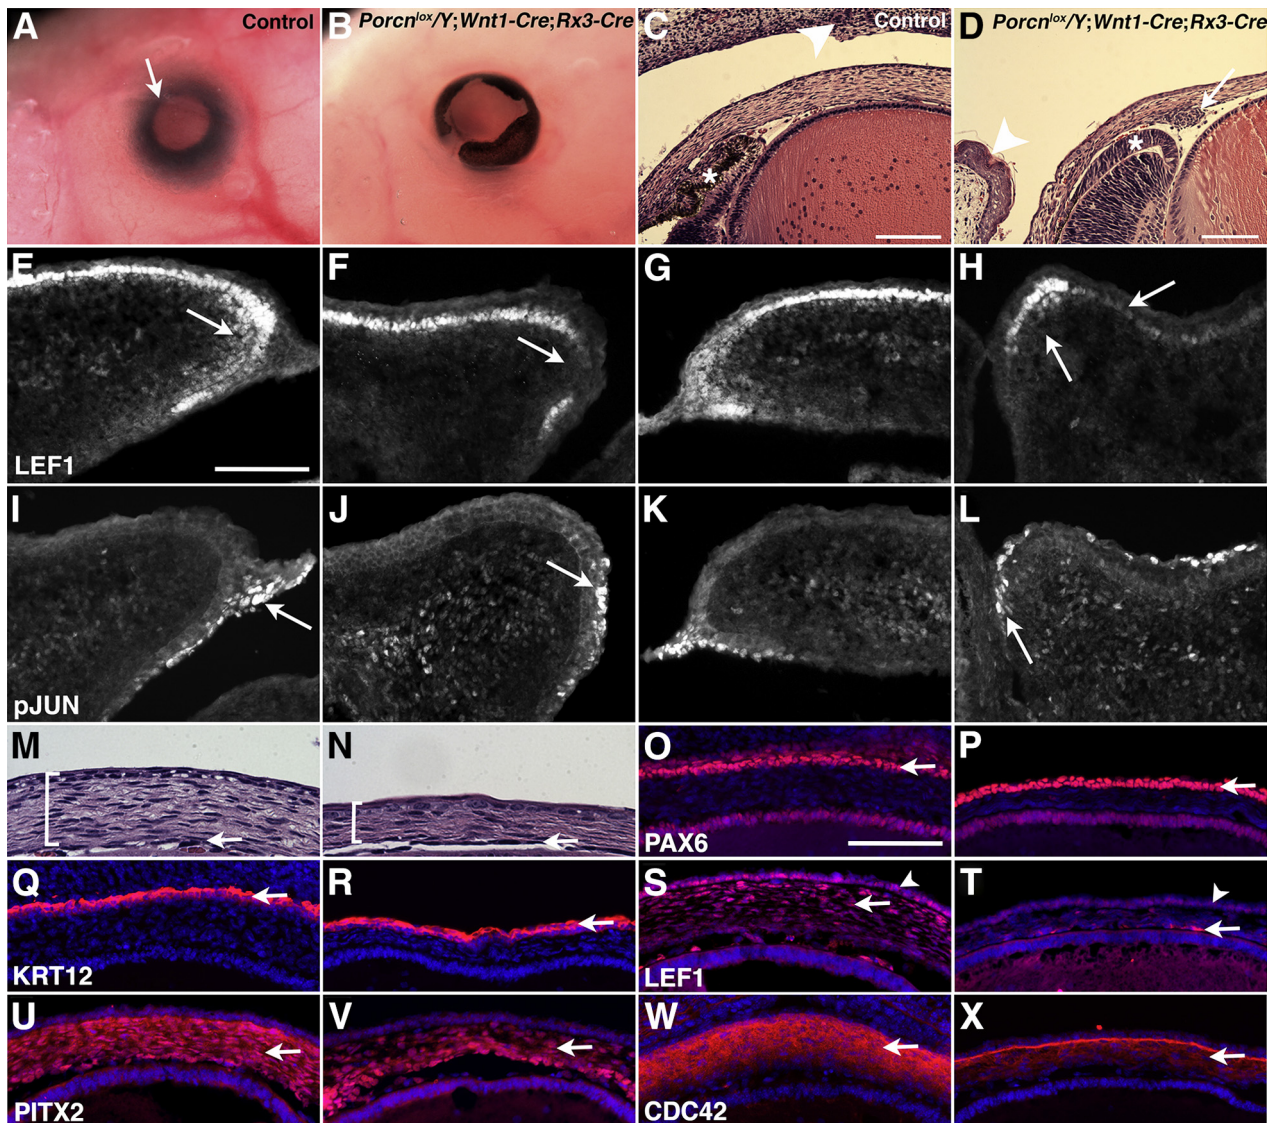 A Control
B Porcnlox/Y;Wnt1-Cre;Rx3-Cre
C Control
D Porcnlox/Y;Wnt1-Cre;Rx3-Cre
*
*
E
F
G
H
LEF1
I
J
K
L
pJUN
M
N
O
P
PAX6
Q
R
S
T
KRT12
LEF1
U
V
W
X
PITX2
CDC42